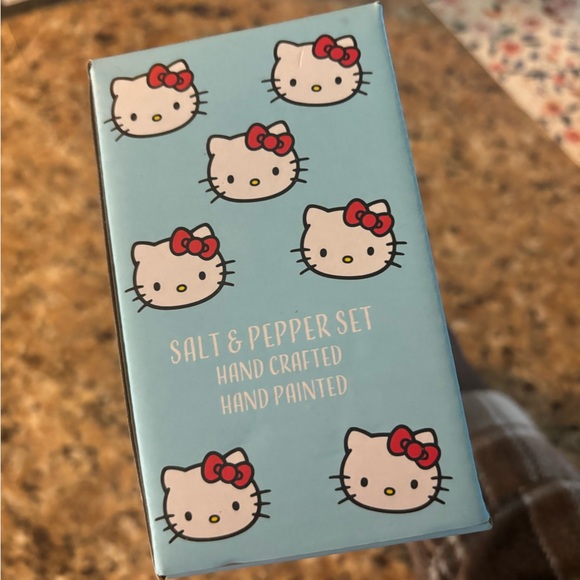 SALT & PEPPER SET
HAND CRAFTED
HAND PAINTED